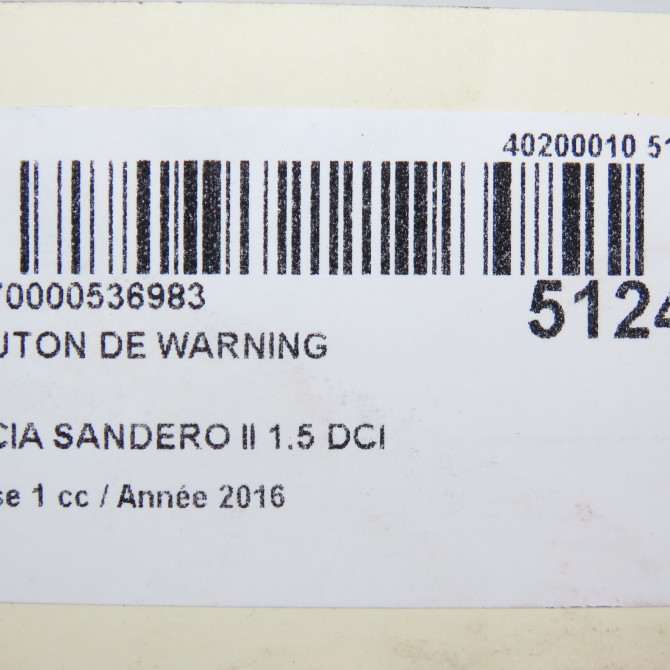 40200010 51
70000536983
5124
UTON DE WARNING
CIA SANDERO II 1.5 DCI
se 1 cc / Année 2016